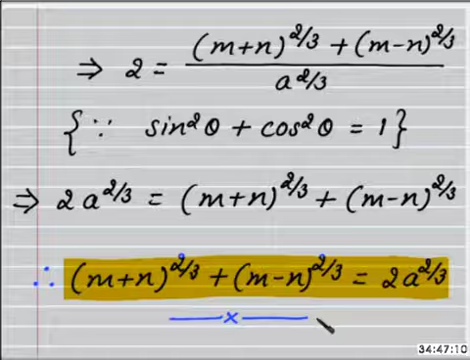 ⇒ 2 = ((m+n)^2/3 + (m-n)^2/3) / a^2/3
{∵ sin²θ + cos²θ = 1}
⇒ 2a^2/3 = (m+n)^2/3 + (m-n)^2/3
∴ (m+n)^2/3 + (m-n)^2/3 = 2a^2/3
x
34:47:10